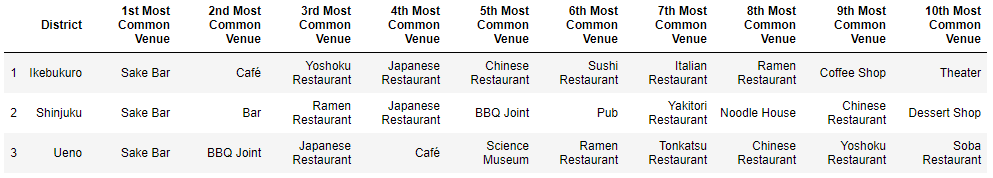 District 1st Most Common Venue 2nd Most Common Venue 3rd Most Common Venue 4th Most Common Venue 5th Most Common Venue 6th Most Common Venue 7th Most Common Venue 8th Most Common Venue 9th Most Common Venue 10th Most Common Venue
1 Ikebukuro Sake Bar Café Yoshoku Restaurant Japanese Restaurant Chinese Restaurant Sushi Restaurant Italian Restaurant Ramen Restaurant Coffee Shop Theater
2 Shinjuku Sake Bar Bar Ramen Restaurant Japanese Restaurant BBQ Joint Pub Yakitori Restaurant Noodle House Chinese Restaurant Dessert Shop
3 Ueno Sake Bar BBQ Joint Japanese Restaurant Café Science Museum Ramen Restaurant Tonkatsu Restaurant Chinese Restaurant Yoshoku Restaurant Soba Restaurant